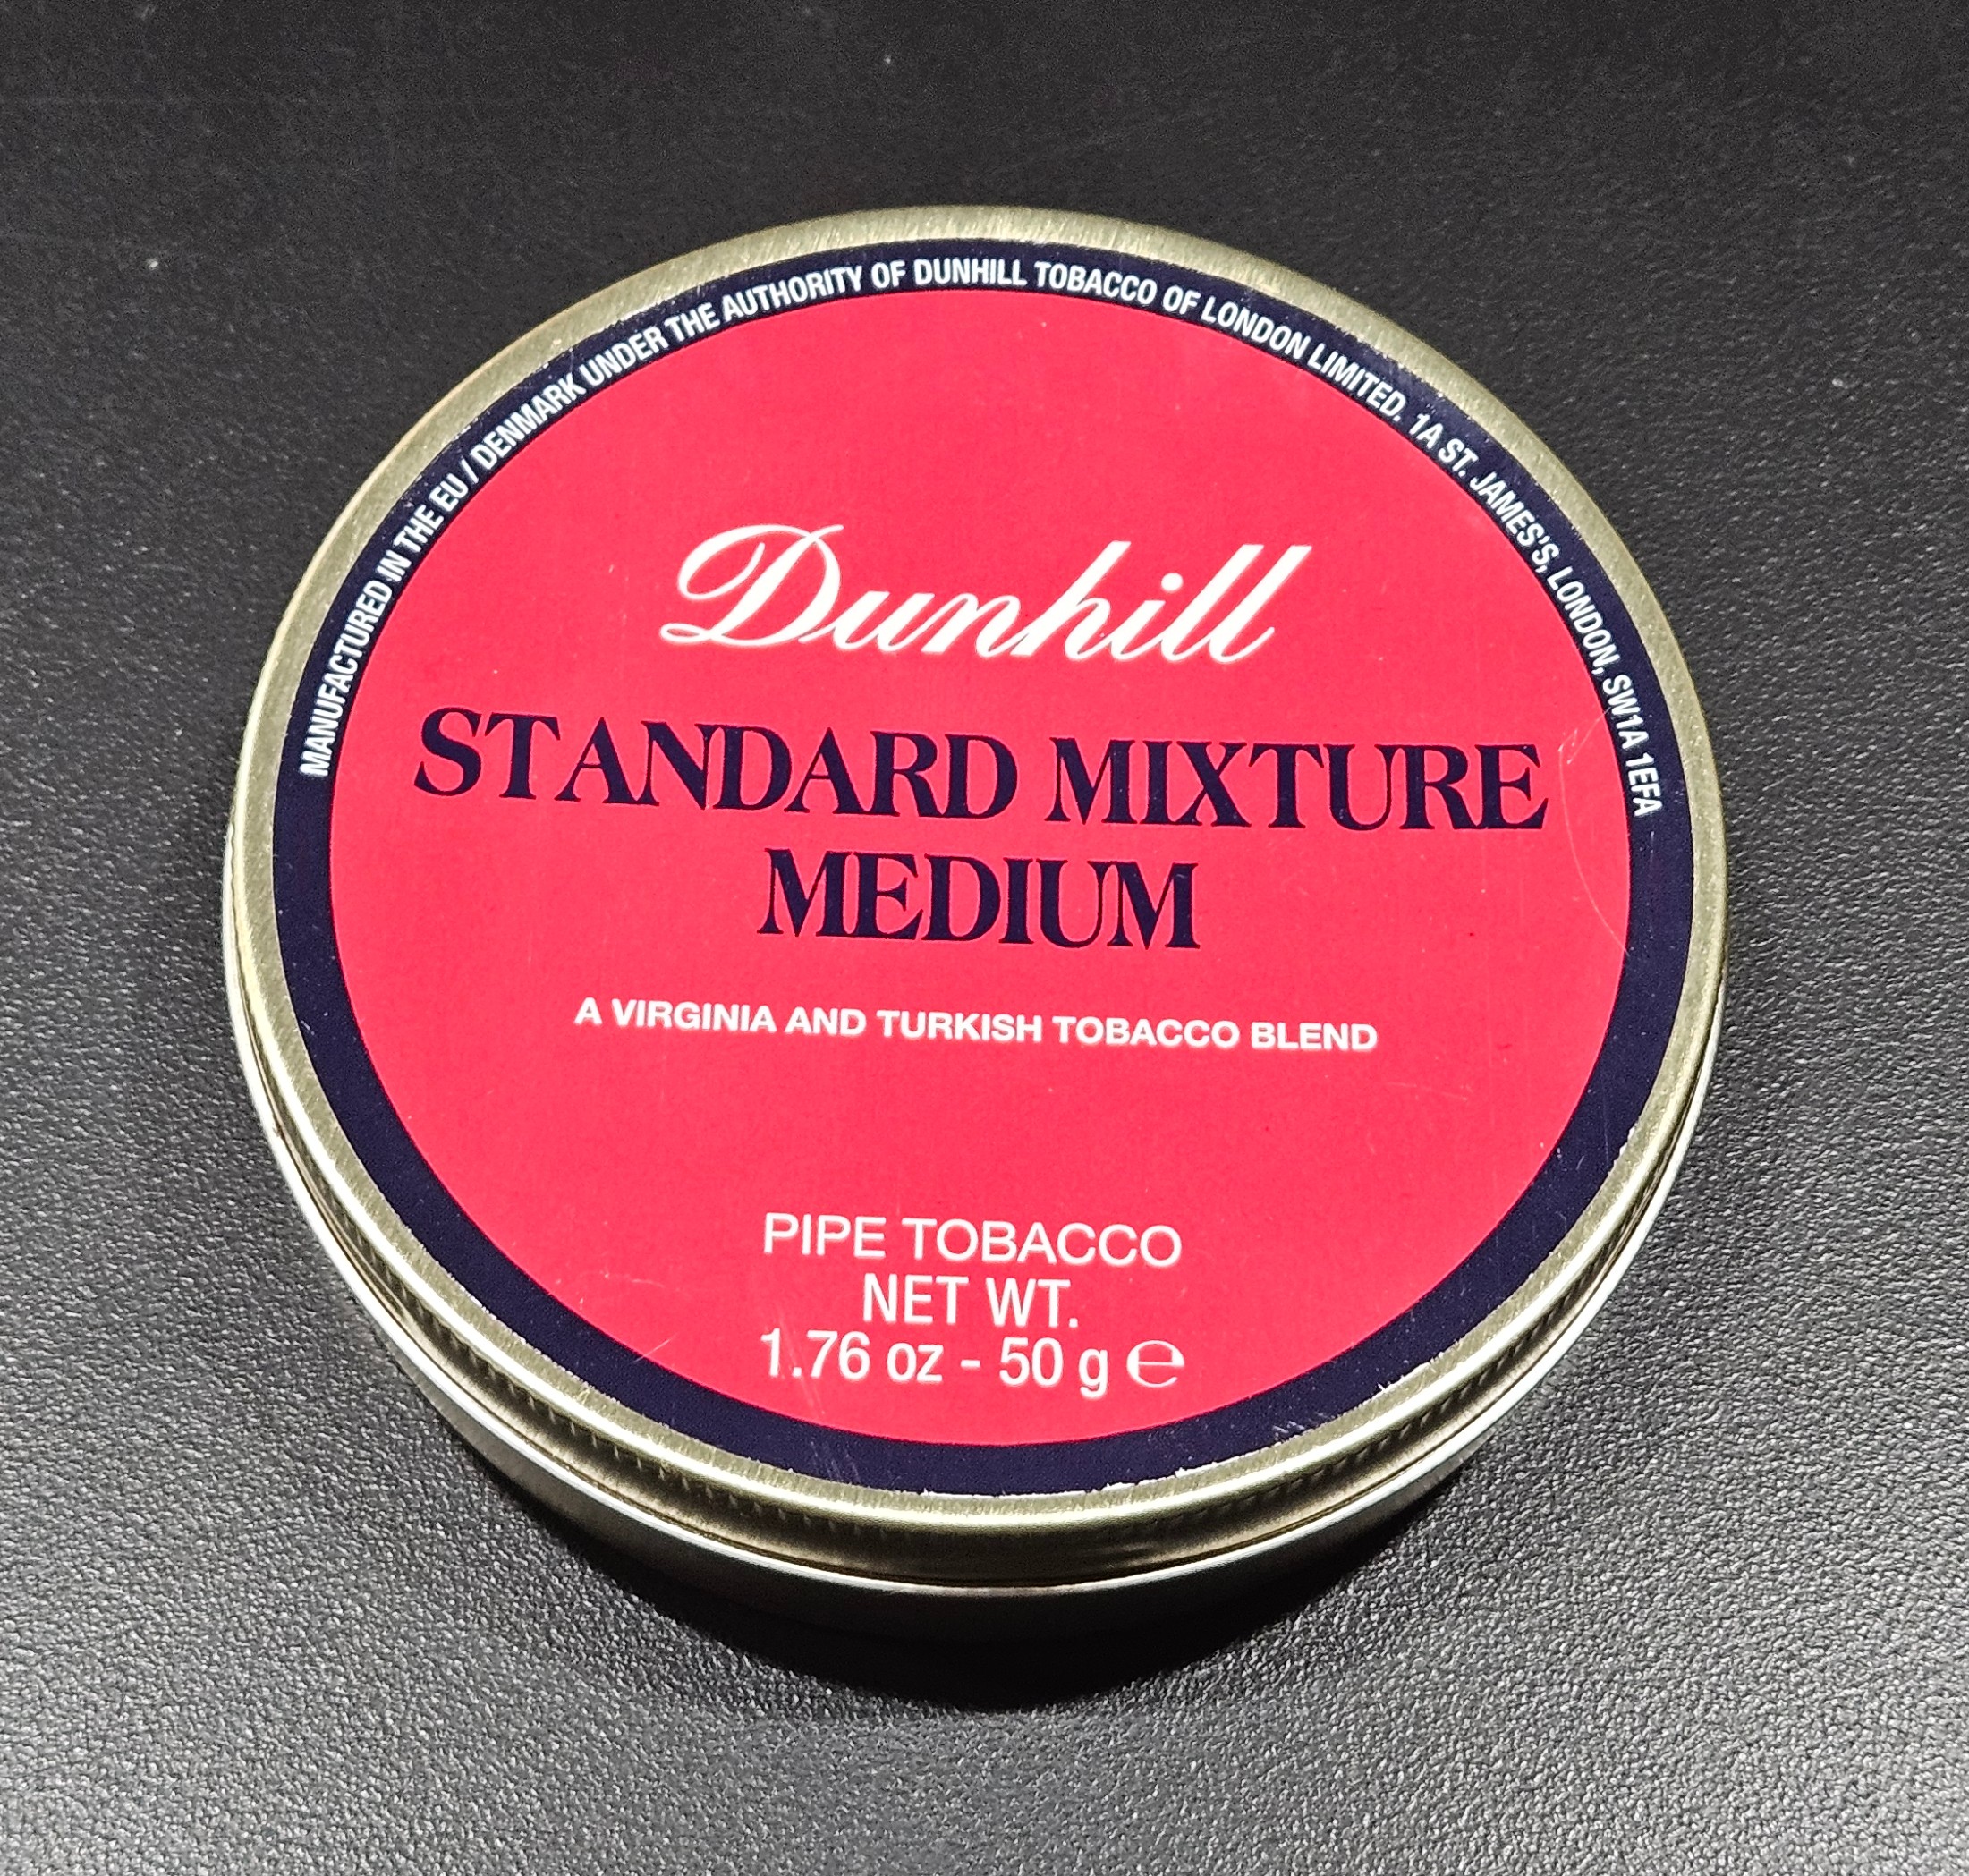 MANUFACTURED IN THE EU / DENMARK UNDER THE AUTHORITY OF DUNHILL TOBACCO OF LONDON LIMITED. 1A ST. JAMES'S, LONDON, SW1A 1EFA
Dunhill
STANDARD MIXTURE
MEDIUM
A VIRGINIA AND TURKISH TOBACCO BLEND
PIPE TOBACCO
NET WT.
1.76 oz - 50 g ℮